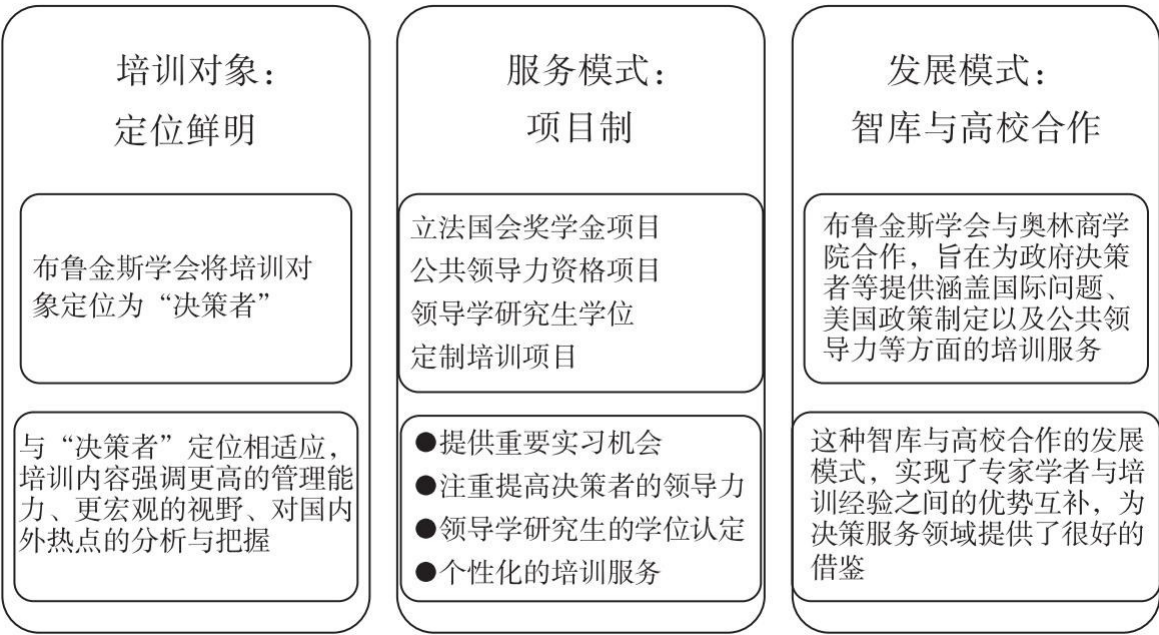 培训对象：
定位鲜明
布鲁金斯学会将培训对
象定位为“决策者”
与“决策者”定位相适应，
培训内容强调更高的管理能
力、更宏观的视野、对国内
外热点的分析与把握
服务模式：
项目制
立法国会奖学金项目
公共领导力资格项目
领导学研究生学位
定制培训项目
●提供重要实习机会
●注重提高决策者的领导力
●领导学研究生的学位认定
●个性化的培训服务
发展模式：
智库与高校合作
布鲁金斯学会与奥林商学
院合作，旨在为政府决策
者等提供涵盖国际问题、
美国政策制定以及公共领
导力等方面的培训服务
这种智库与高校合作的发展
模式，实现了专家学者与培
训经验之间的优势互补，为
决策服务领域提供了很好的
借鉴